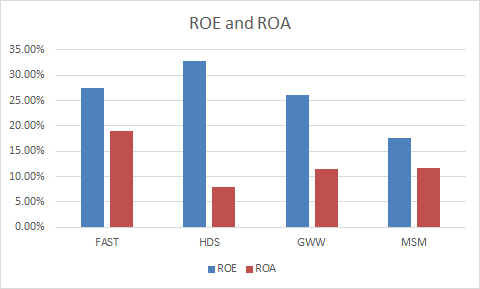 ROE and ROA
35.00%
30.00%
25.00%
20.00%
15.00%
10.00%
5.00%
0.00%
FAST HDS GWW MSM
ROE ROA